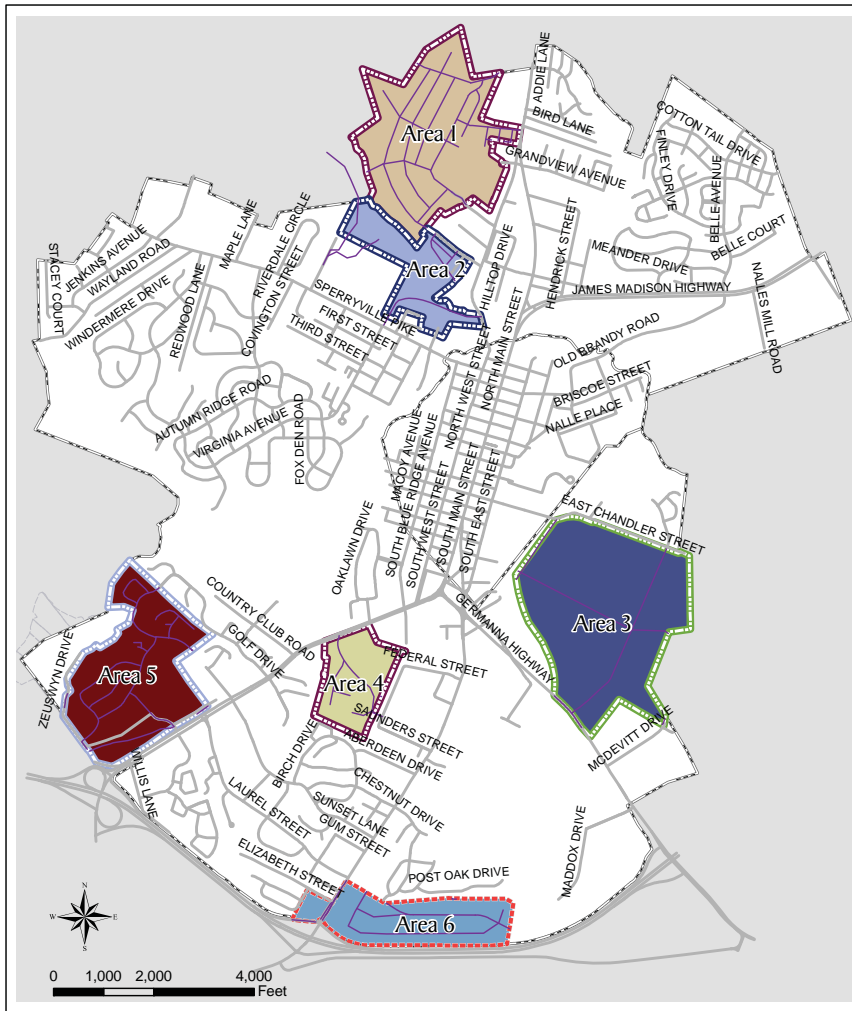 ADDIE LANE
BIRD LANE
COTTON TAIL DRIVE
Area 1
GRANDVIEW AVENUE
FINLEY DRIVE
BELLE AVENUE
MAPLE LANE
RIVERDALE CIRCLE
STACEY COURT
JENKINS AVENUE
WAYLAND ROAD
WINDERMERE DRIVE
REDWOOD LANE
COVINGTON STREET
Area 2
HILLTOP DRIVE
HENDRICK STREET
MEANDER DRIVE
BELLE COURT
JAMES MADISON HIGHWAY
NALLES MILL ROAD
SPERRYVILLE PIKE
FIRST STREET
THIRD STREET
NORTH WEST STREET
NORTH MAIN STREET
OLD BRANDY ROAD
BRISCOE STREET
NALLE PLACE
AUTUMN RIDGE ROAD
VIRGINIA AVENUE
FOX DEN ROAD
MACOY AVENUE
SOUTH BLUE RIDGE AVENUE
SOUTH WEST STREET
SOUTH MAIN STREET
SOUTH EAST STREET
EAST CHANDLER STREET
OAKLAWN DRIVE
COUNTRY CLUB ROAD
GOLF DRIVE
GERMANNA HIGHWAY
Area 3
ZEUSWYN DRIVE
Area 5
Area 4
FEDERAL STREET
SAUNDERS STREET
ABERDEEN DRIVE
MCDEVITT DRIVE
WILLIS LANE
BIRCH DRIVE
CHESTNUT DRIVE
LAUREL STREET
SUNSET LANE
GUM STREET
ELIZABETH STREET
POST OAK DRIVE
MADDOX DRIVE
Area 6
N
W E
S
0 1,000 2,000 4,000
Feet